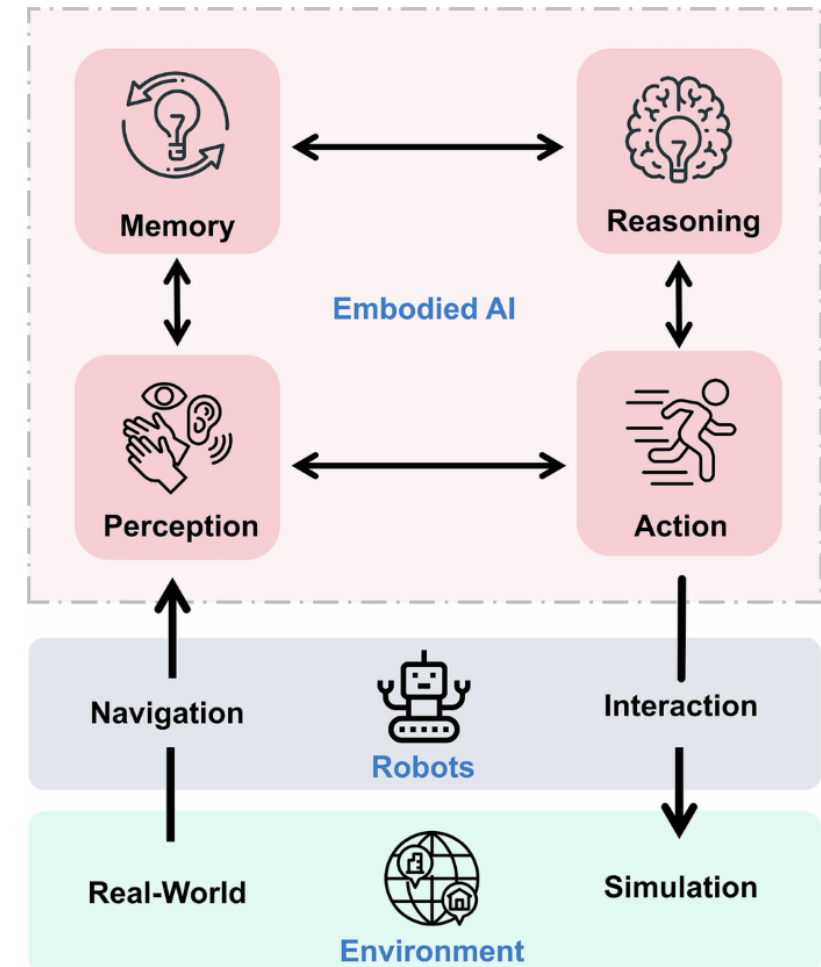 Memory
Reasoning
Embodied AI
Perception
Action
Navigation
Interaction
Robots
Real-World
Simulation
Environment